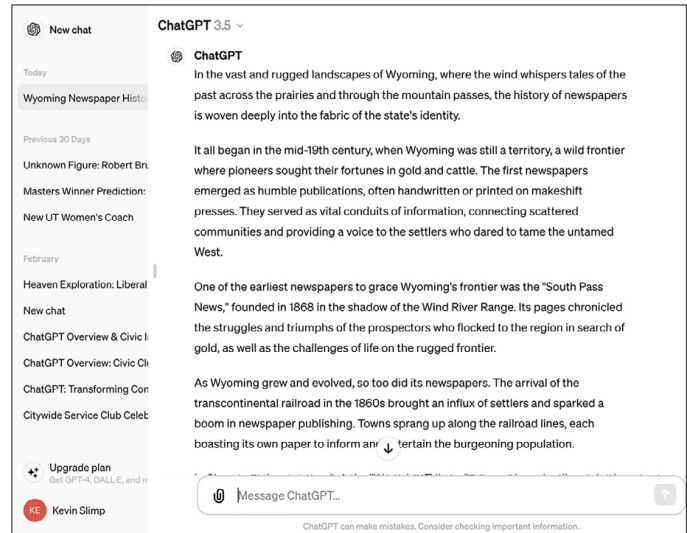 New chat
Today
Wyoming Newspaper Histo
Previous 30 Days
Unknown Figure: Robert Bru
Masters Winner Prediction:
New UT Women's Coach
February
Heaven Exploration: Liberal
New chat
ChatGPT Overview & Civic I
ChatGPT Overview: Civic Cl
ChatGPT: Transforming Con
Citywide Service Club Celeb
Upgrade plan
Get GPT-4, DALL·E, and m
KE Kevin Slimp
ChatGPT 3.5
ChatGPT
In the vast and rugged landscapes of Wyoming, where the wind whispers tales of the
past across the prairies and through the mountain passes, the history of newspapers
is woven deeply into the fabric of the state's identity.
It all began in the mid-19th century, when Wyoming was still a territory, a wild frontier
where pioneers sought their fortunes in gold and cattle. The first newspapers
emerged as humble publications, often handwritten or printed on makeshift
presses. They served as vital conduits of information, connecting scattered
communities and providing a voice to the settlers who dared to tame the untamed
West.
One of the earliest newspapers to grace Wyoming's frontier was the "South Pass
News," founded in 1868 in the shadow of the Wind River Range. Its pages chronicled
the struggles and triumphs of the prospectors who flocked to the region in search of
gold, as well as the challenges of life on the rugged frontier.
As Wyoming grew and evolved, so too did its newspapers. The arrival of the
transcontinental railroad in the 1860s brought an influx of settlers and sparked a
boom in newspaper publishing. Towns sprang up along the railroad lines, each
boasting its own paper to inform an tertain the burgeoning population.
Message ChatGPT...
ChatGPT can make mistakes. Consider checking important information.